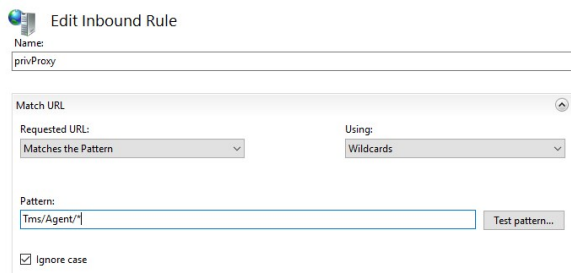 Edit Inbound Rule
Name:
privProxy
Match URL
Requested URL: Using:
Matches the Pattern Wildcards
Pattern:
Tms/Agent/*
Test pattern...
Ignore case